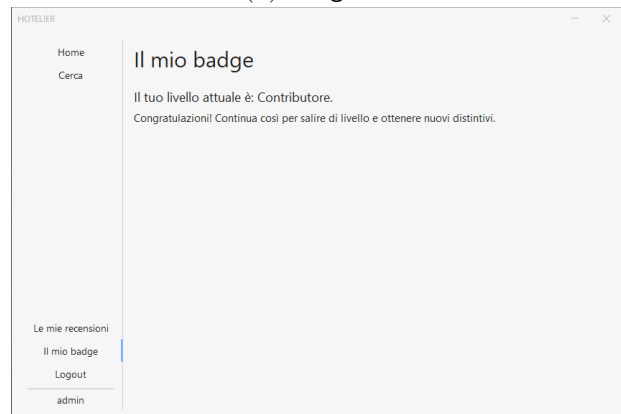 HOTELIER
Home
Cerca
Il mio badge
Il tuo livello attuale è: Contributore.
Congratulazioni! Continua così per salire di livello e ottenere nuovi distintivi.
Le mie recensioni
Il mio badge
Logout
admin